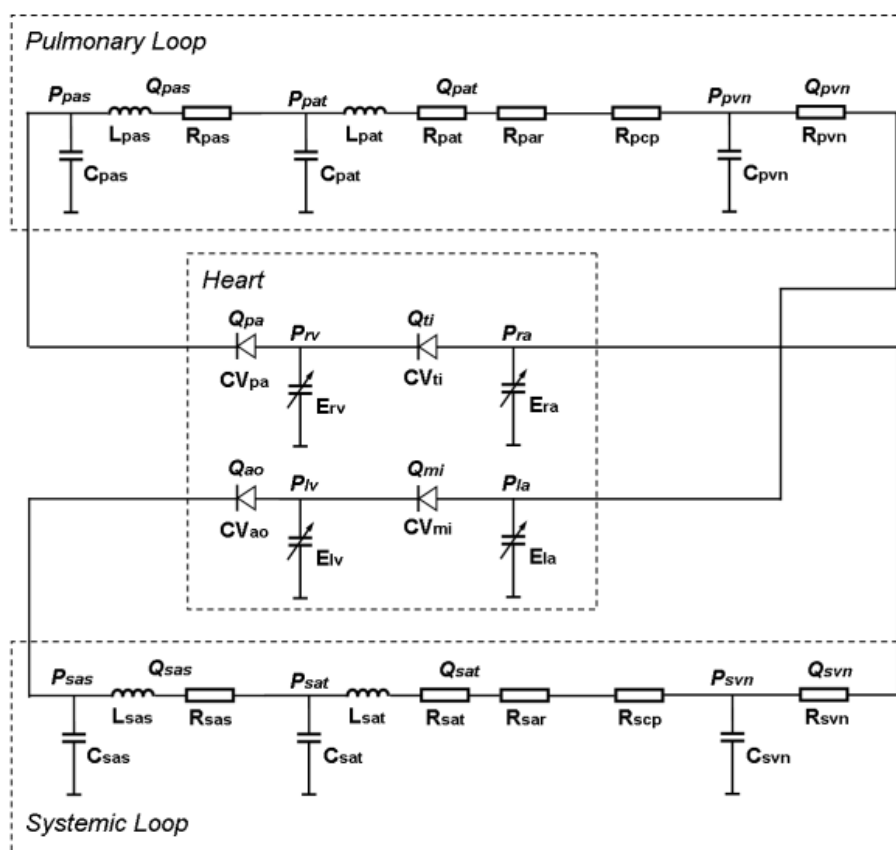 Pulmonary Loop
Ppas Qpas Ppat Qpat Ppvn Qpvn
Lpas Rpas Lpat Rpat Rpar Rpcp Rpvn
Cpas Cpat Cpvn
Heart
Qpa Prv Qti Pra
CVpa Erv CVti Era
Qao Plv Qmi Pla
CVao Elv CVmi Ela
Psas Qsas Psat Qsat Psvn Qsvn
Lsas Rsas Lsat Rsat Rsar Rscp Rsvn
Csas Csat Csvn
Systemic Loop